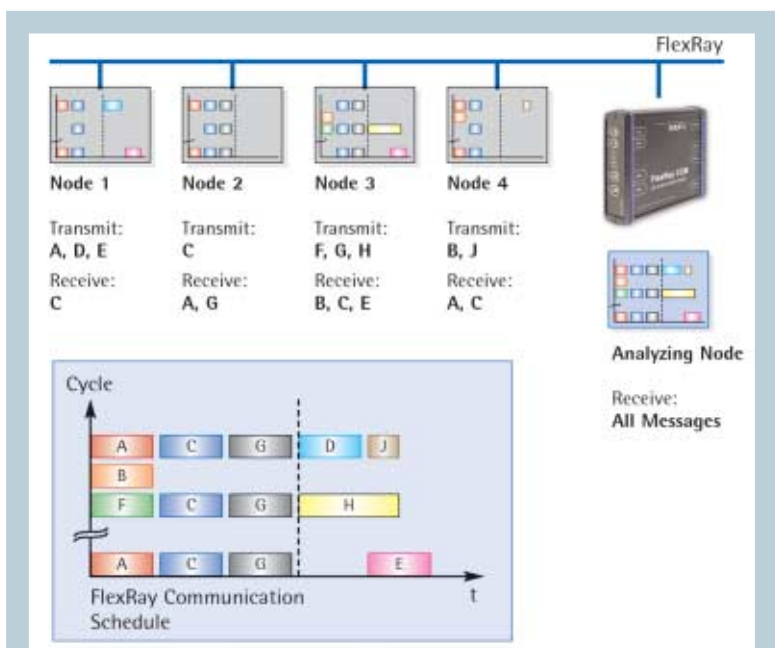 FlexRay
Node 1
Node 2
Node 3
Node 4
Transmit:
A, D, E
Receive:
C
Transmit:
C
Receive:
A, G
Transmit:
F, G, H
Receive:
B, C, E
Transmit:
B, J
Receive:
A, C
Analyzing Node
Receive:
All Messages
Cycle
A C G D J
B
F C G H
A C G E
t
FlexRay Communication
Schedule